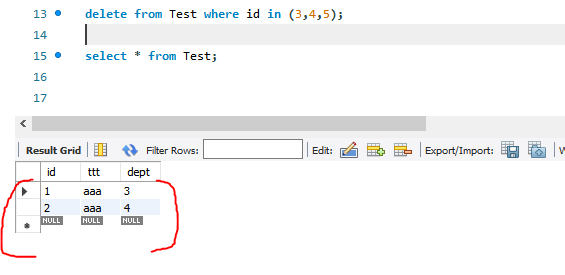 13 delete from Test where id in (3,4,5);
14
15 select * from Test;
16
17
Result Grid Filter Rows: Edit: Export/Import: W
id ttt dept
1 aaa 3
2 aaa 4
NULL NULL NULL